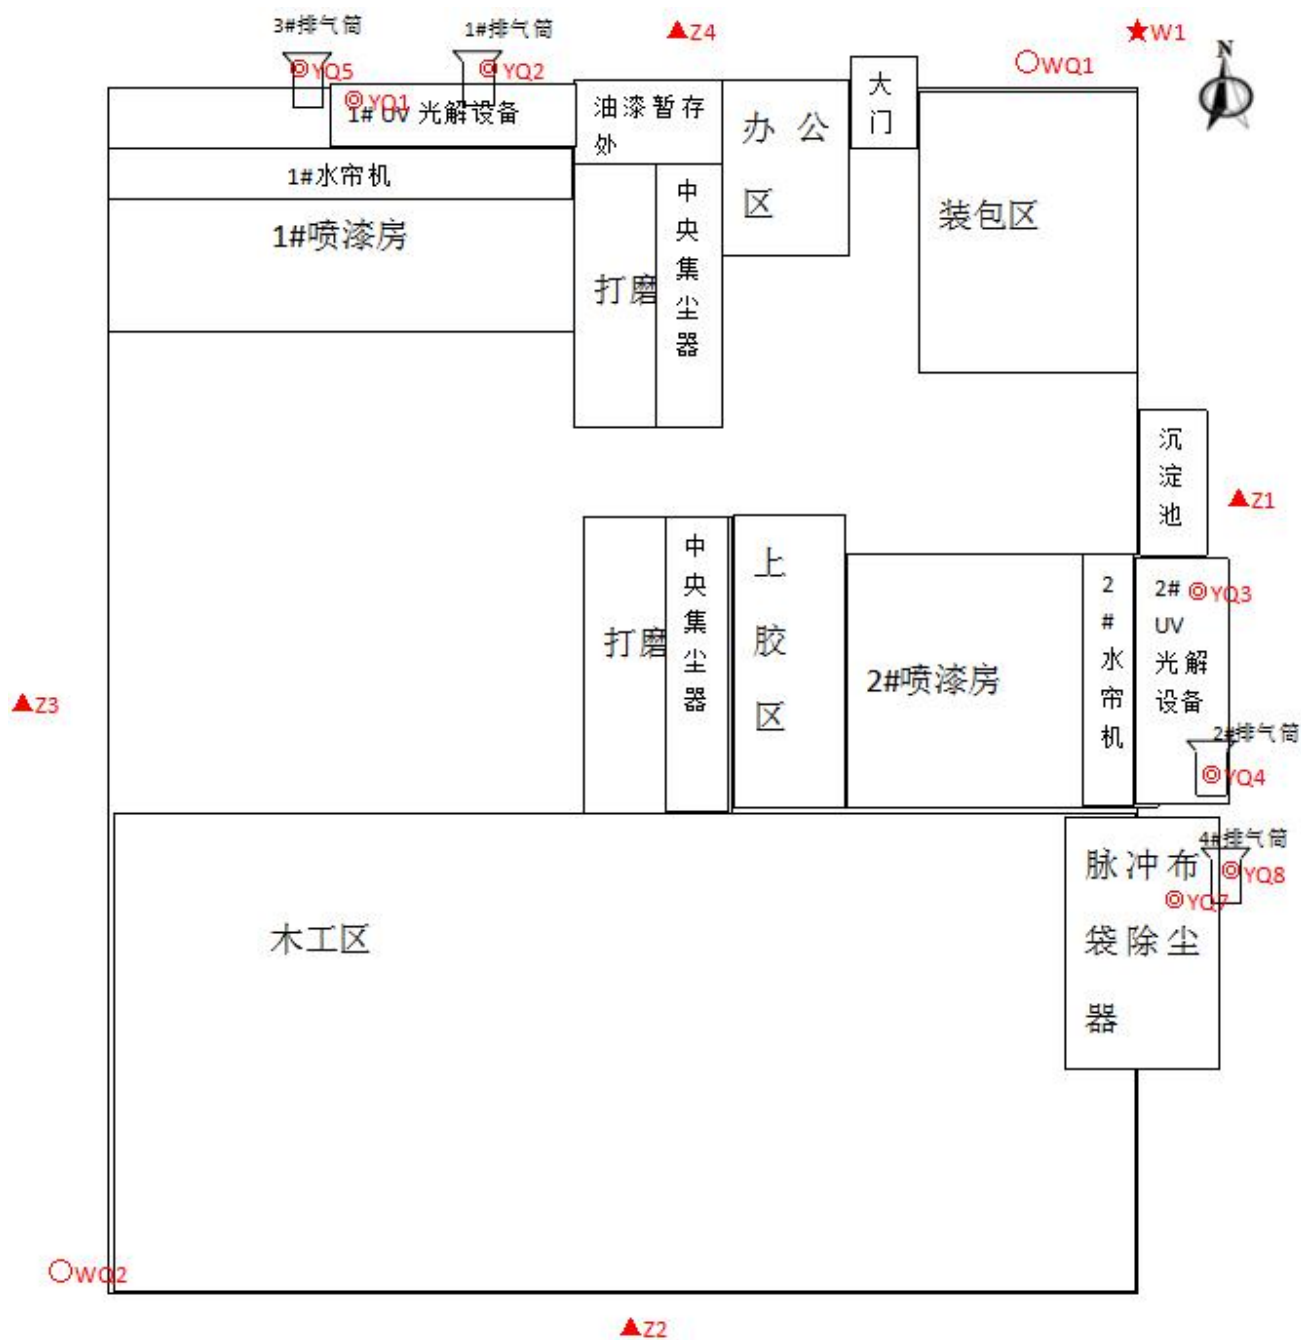 3#排气筒
1#排气筒
▲Z4
★W1
N
◎YQ5
◎YQ2
○WQ1
◎YQ1
1# UV 光解设备
油漆暂存
处
办公
区
大
门
1#水帘机
1#喷漆房
打磨
中
央
集
尘
器
装包区
沉
淀
池
▲Z1
打磨
中
央
集
尘
器
上
胶
区
2#喷漆房
2
#
水
帘
机
2#
UV
光解
设备
◎YQ3
▲Z3
2#排气筒
◎YQ4
4#排气筒
◎YQ8
◎YQ7
脉冲布
袋除尘
器
木工区
○WQ2
▲Z2